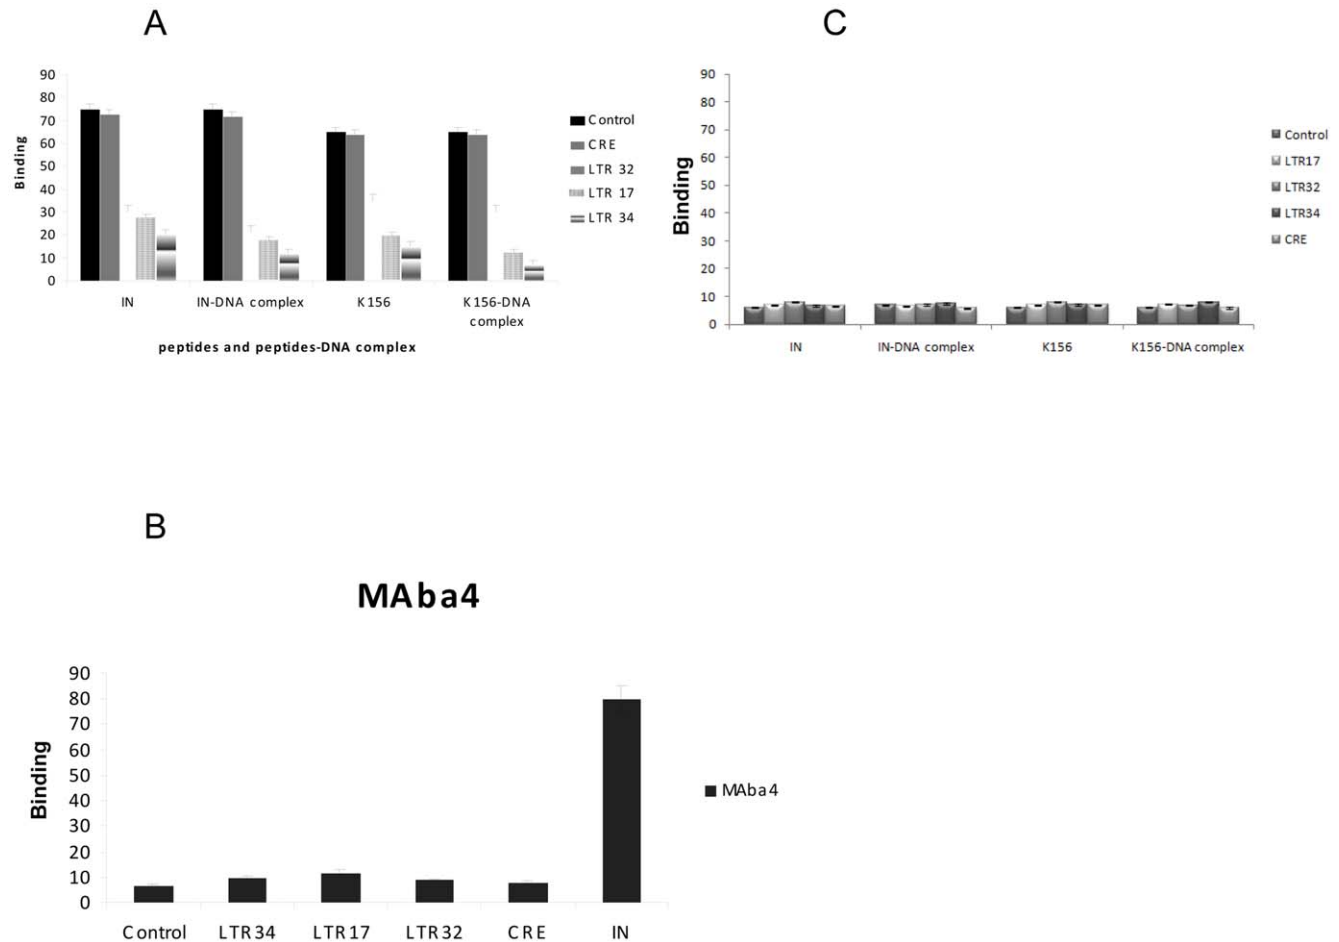 A
90
80
70
60
50
40
30
20
10
0
Binding
IN
IN-DNA complex
K156
K156-DNA
complex
peptides and peptides-DNA complex
Control
CRE
LTR 32
LTR 17
LTR 34
C
90
80
70
60
50
40
30
20
10
0
Binding
IN
IN-DNA complex
K156
K156-DNA complex
Control
LTR17
LTR32
LTR34
CRE
B
MAba4
90
80
70
60
50
40
30
20
10
0
Binding
Control
LTR34
LTR17
LTR32
CRE
IN
MAba4